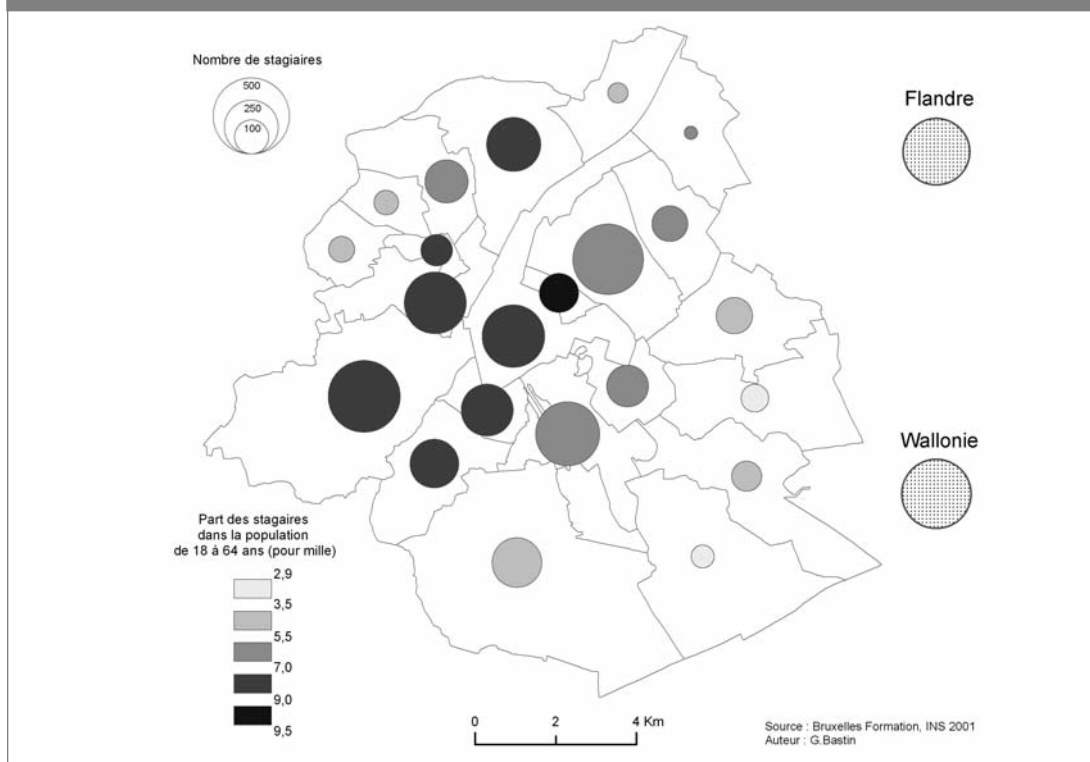 Nombre de stagiaires
500
250
100
Flandre
Wallonie
Part des stagaires
dans la population
de 18 à 64 ans (pour mille)
2,9
3,5
5,5
7,0
9,0
9,5
0 2 4 Km
Source : Bruxelles Formation, INS 2001
Auteur : G.Bastin